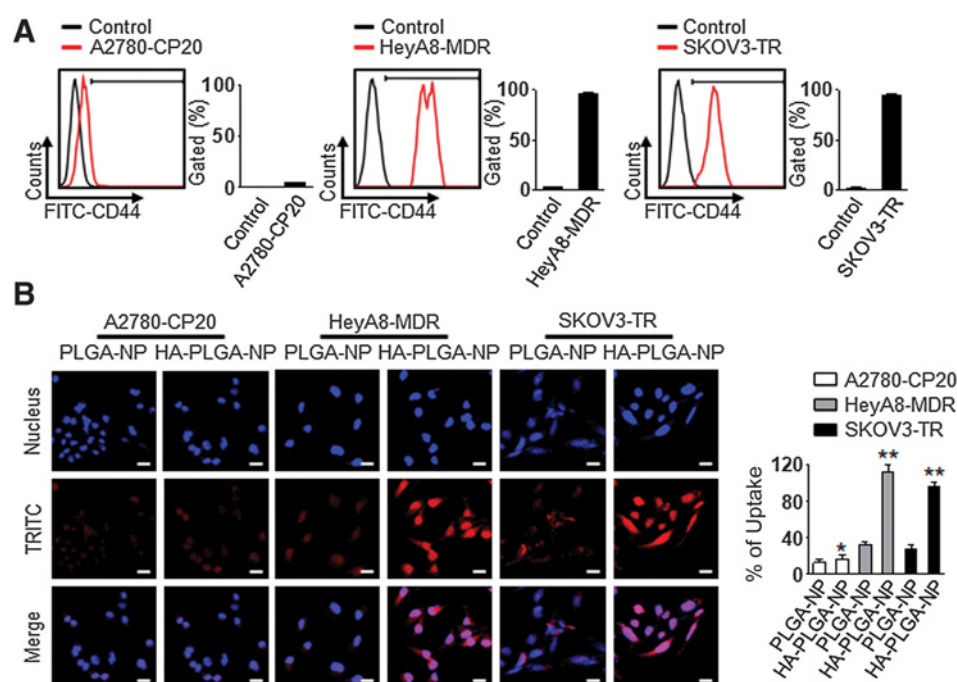 A
Control
A2780-CP20
Control
HeyA8-MDR
Control
SKOV3-TR
Counts
FITC-CD44
Gated (%)
100
50
0
Control
A2780-CP20
Counts
FITC-CD44
Gated (%)
100
50
0
Control
HeyA8-MDR
Counts
FITC-CD44
Gated (%)
100
50
0
Control
SKOV3-TR
B
A2780-CP20 HeyA8-MDR SKOV3-TR
PLGA-NP HA-PLGA-NP PLGA-NP HA-PLGA-NP PLGA-NP HA-PLGA-NP
Nucleus
TRITC
Merge
A2780-CP20
HeyA8-MDR
SKOV3-TR
% of Uptake
120
80
40
0
*
**
**
PLGA-NP
HA-PLGA-NP
PLGA-NP
HA-PLGA-NP
PLGA-NP
HA-PLGA-NP